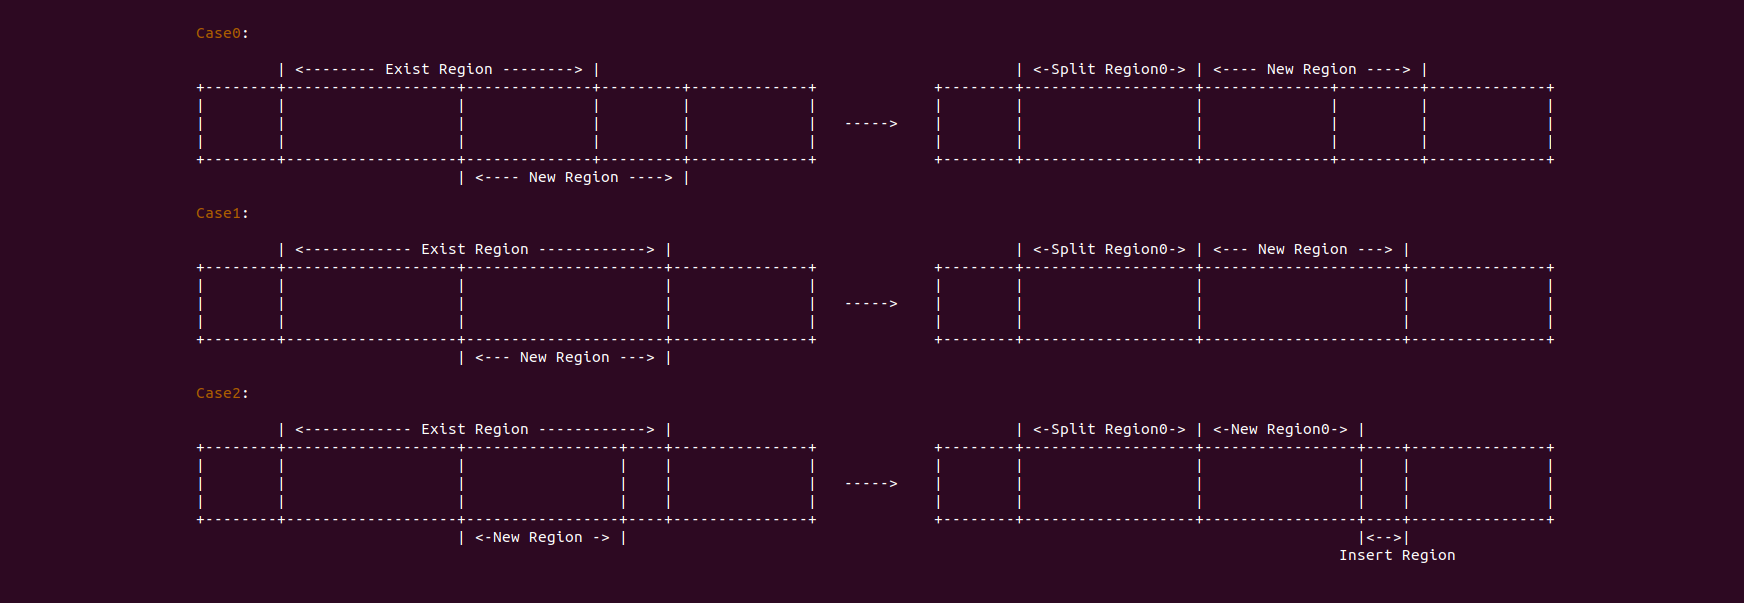 Case0:
| <-------- Exist Region --------> | | <-Split Region0-> | <---- New Region ----> |
+--------+-------------------+--------------+---------+-------------+ +--------+-------------------+--------------+---------+-------------+
| | | | | | | | | | | |
| | | | | | -----> | | | | | |
| | | | | | | | | | | |
+--------+-------------------+--------------+---------+-------------+ +--------+-------------------+--------------+---------+-------------+
| <---- New Region ----> |
Case1:
| <------------ Exist Region ------------> | | <-Split Region0-> | <--- New Region ---> |
+--------+-------------------+----------------------+---------------+ +--------+-------------------+----------------------+---------------+
| | | | | | | | | |
| | | | | -----> | | | | |
| | | | | | | | | |
+--------+-------------------+----------------------+---------------+ +--------+-------------------+----------------------+---------------+
| <--- New Region ---> |
Case2:
| <------------ Exist Region ------------> | | <-Split Region0-> | <-New Region0-> |
+--------+-------------------+-----------------+----+---------------+ +--------+-------------------+-----------------+----+---------------+
| | | | | | | | | | | |
| | | | | | -----> | | | | | |
| | | | | | | | | | | |
+--------+-------------------+-----------------+----+---------------+ +--------+-------------------+-----------------+----+---------------+
| <-New Region -> | |<-->|
Insert Region